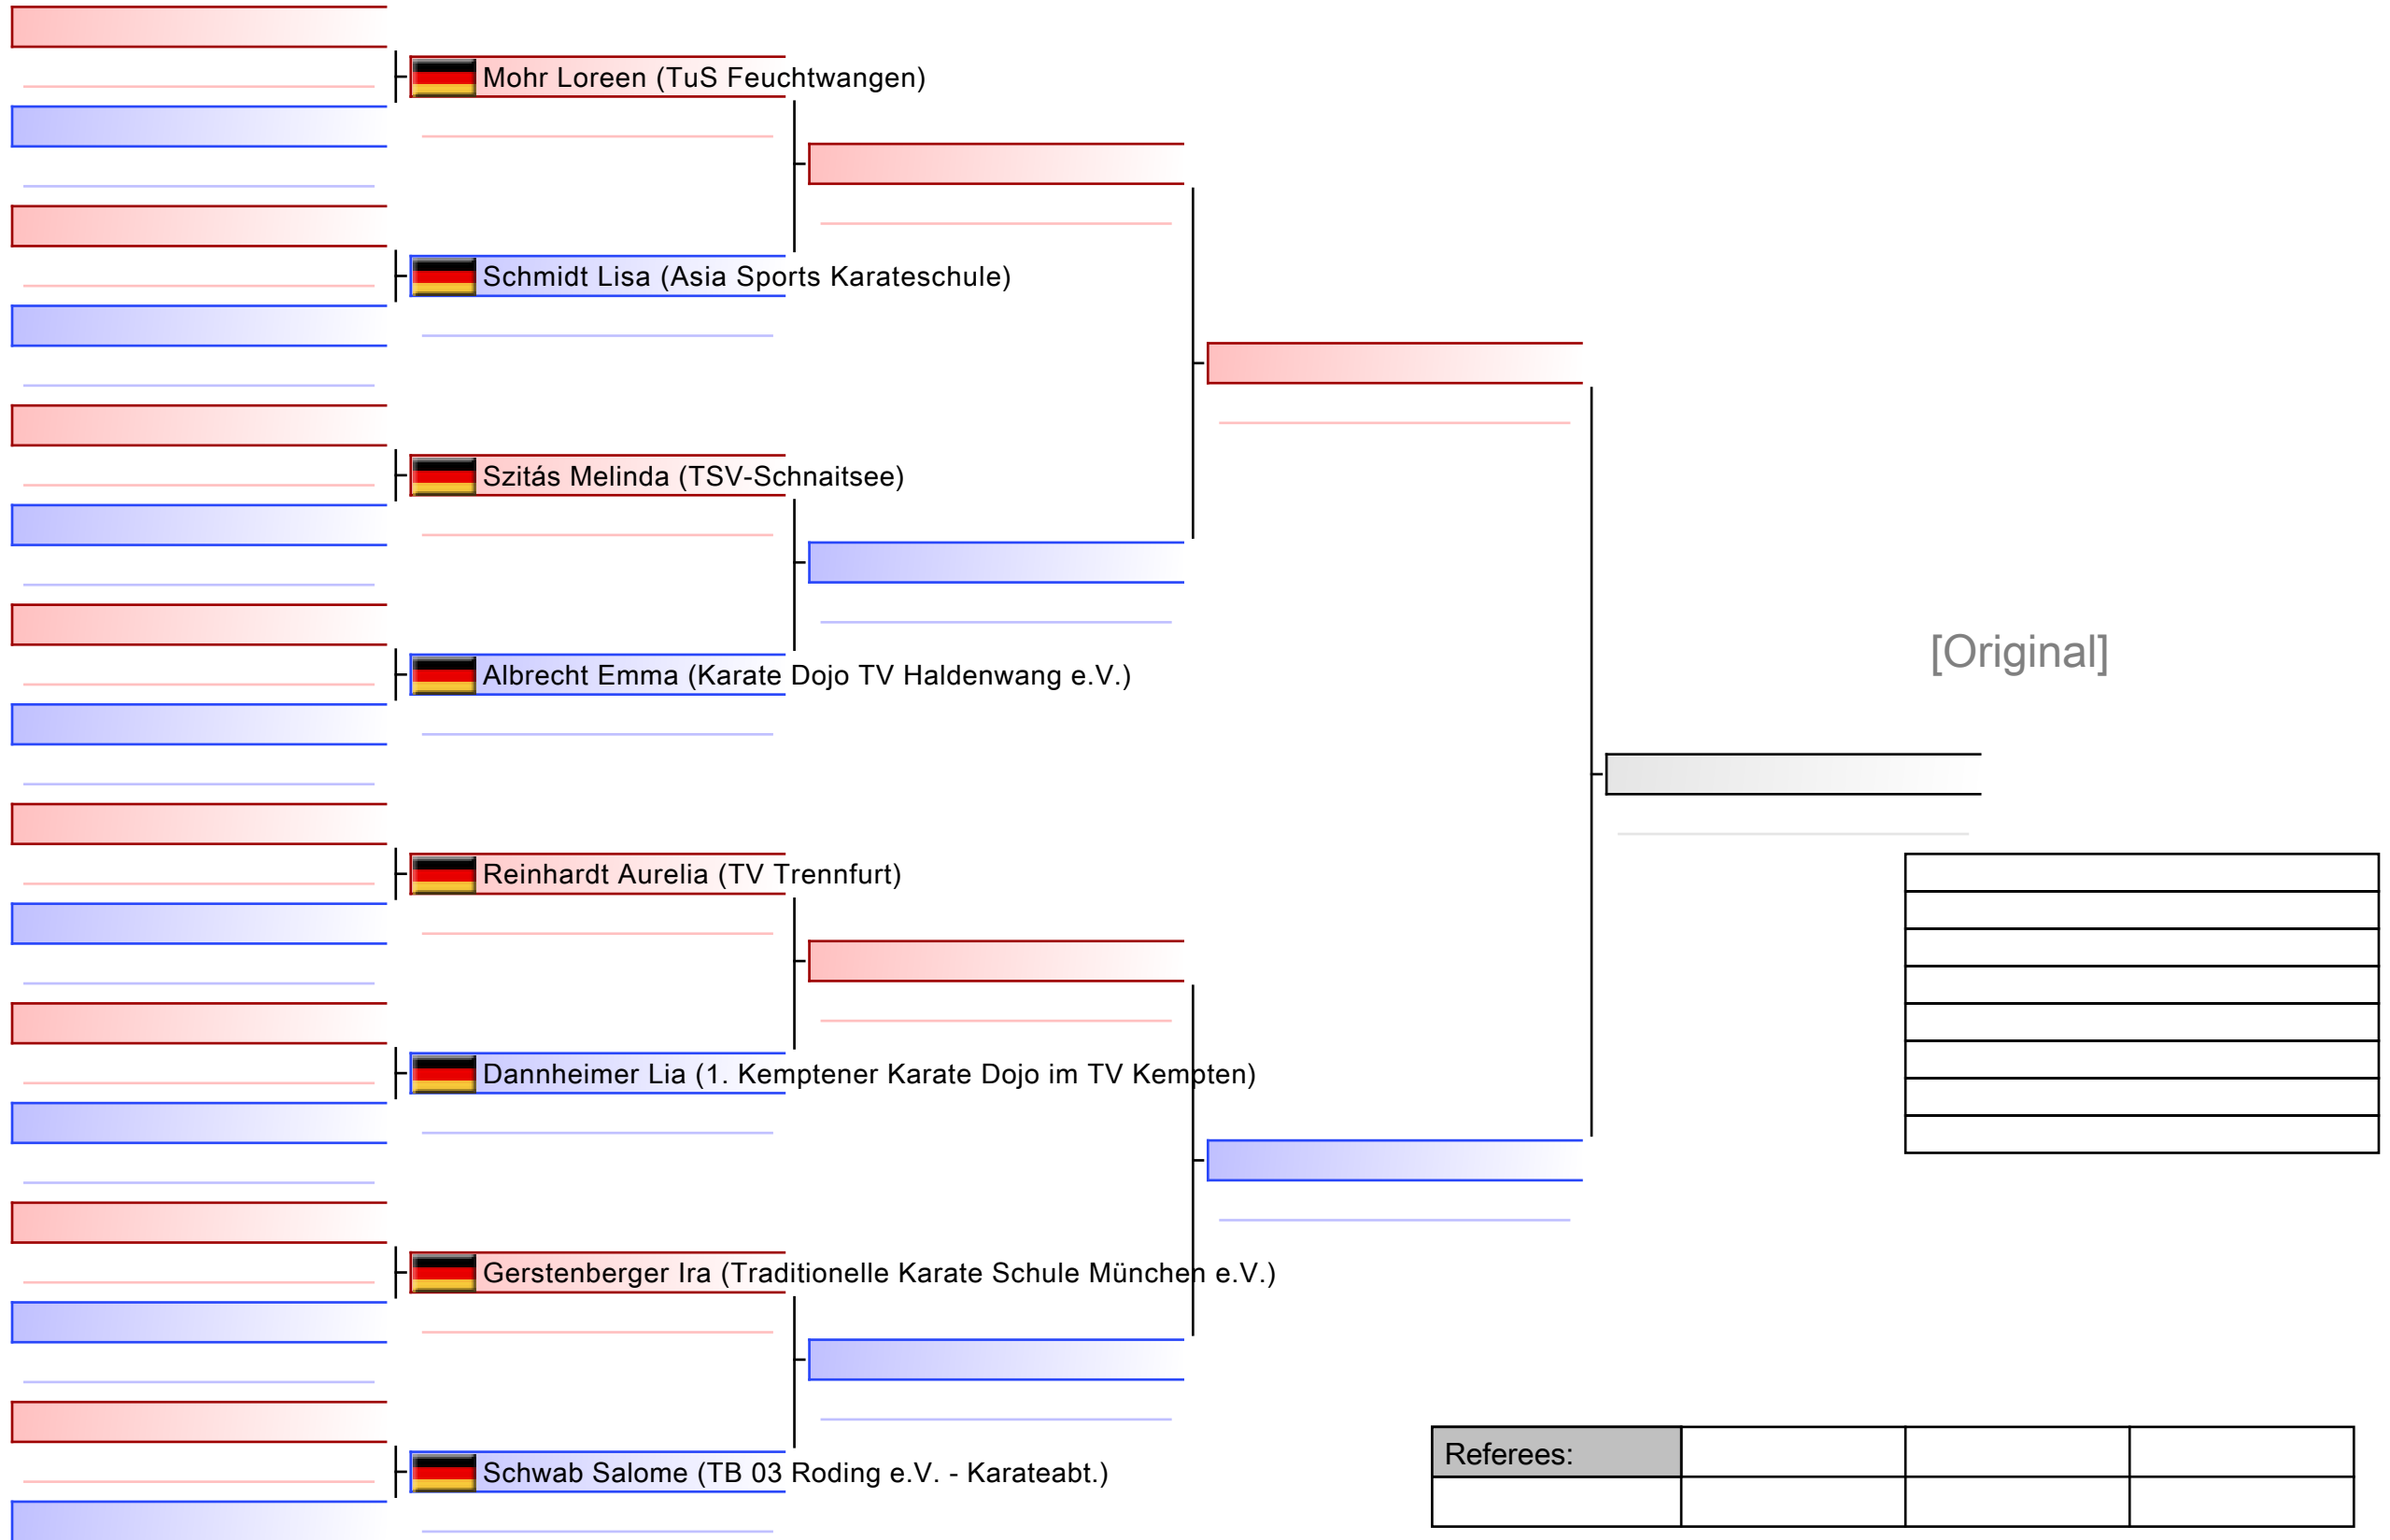 Mohr Loreen (TuS Feuchtwangen)
Schmidt Lisa (Asia Sports Karateschule)
Szitás Melinda (TSV-Schnaitsee)
[Original]
Albrecht Emma (Karate Dojo TV Haldenwang e.V.)
Reinhardt Aurelia (TV Trennfurt)
Dannheimer Lia (1. Kemptener Karate Dojo im TV Kempten)
Gerstenberger Ira (Traditionelle Karate Schule München e.V.)
Referees:
Schwab Salome (TB 03 Roding e.V. - Karateabt.)